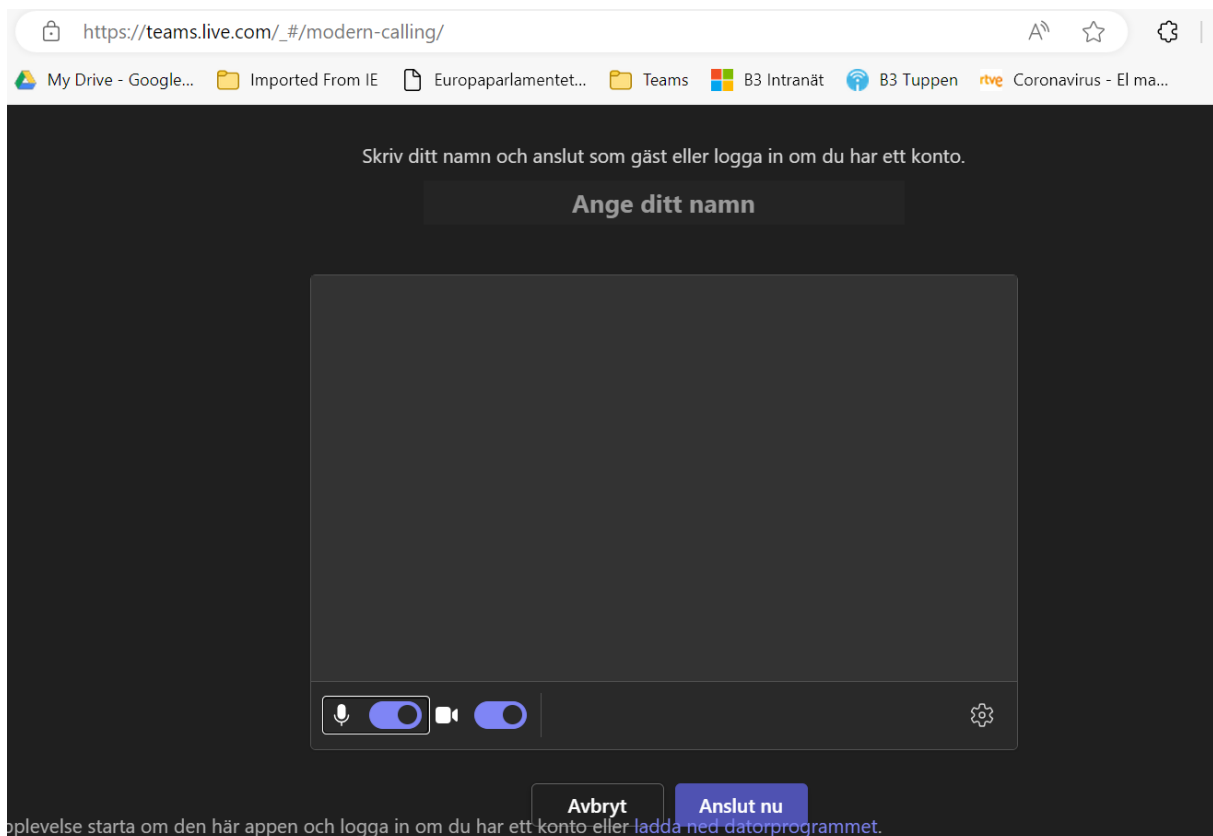 https://teams.live.com/_#/modern-calling/
My Drive - Google... Imported From IE Europaparlamentet... Teams B3 Intranät B3 Tuppen rtve Coronavirus - El ma...
Skriv ditt namn och anslut som gäst eller logga in om du har ett konto.
Ange ditt namn
Avbryt Anslut nu
pplevelse starta om den här appen och logga in om du har ett konto eller ladda ned datorprogrammet.